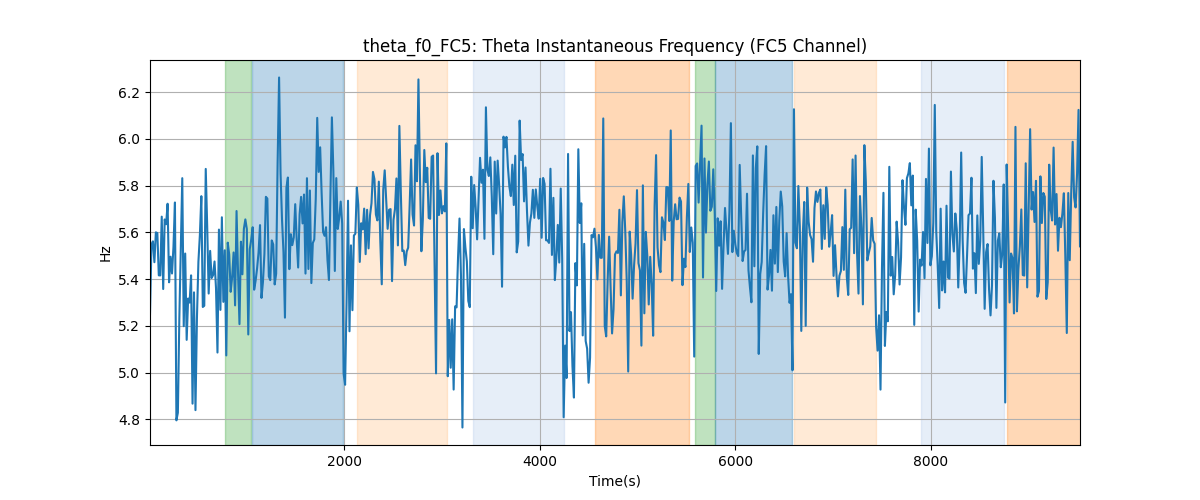 theta_f0_FC5: Theta Instantaneous Frequency (FC5 Channel)
6.2
6.0
5.8
5.6
5.4
5.2
5.0
4.8
Hz
2000 4000 6000 8000
Time(s)